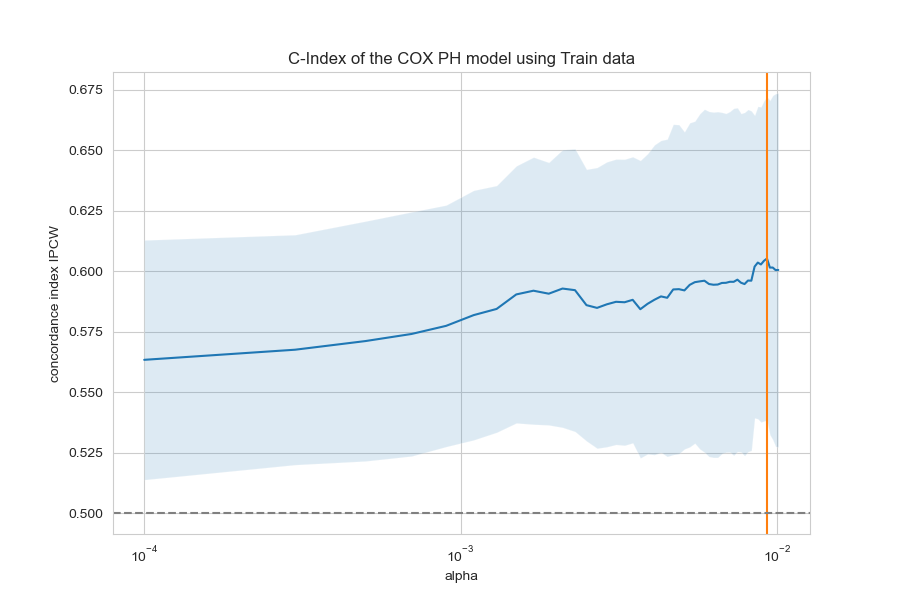 C-Index of the COX PH model using Train data
concordance index IPCW
0.675
0.650
0.625
0.600
0.575
0.550
0.525
0.500
10⁻⁴ 10⁻³ 10⁻²
alpha